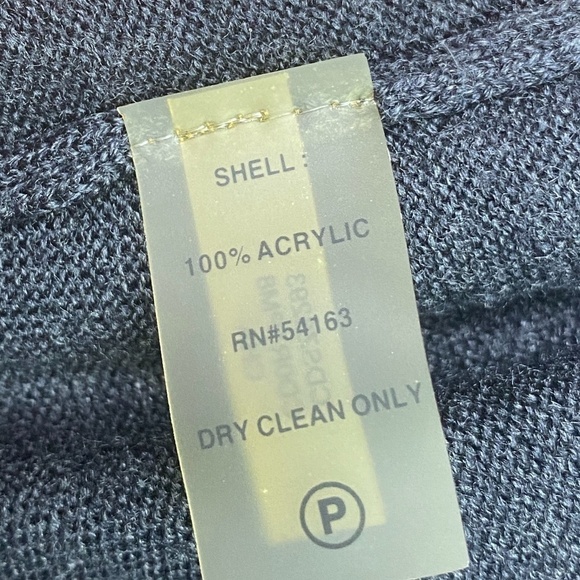 SHELL :
100% ACRYLIC
RN#54163
DRY CLEAN ONLY
P